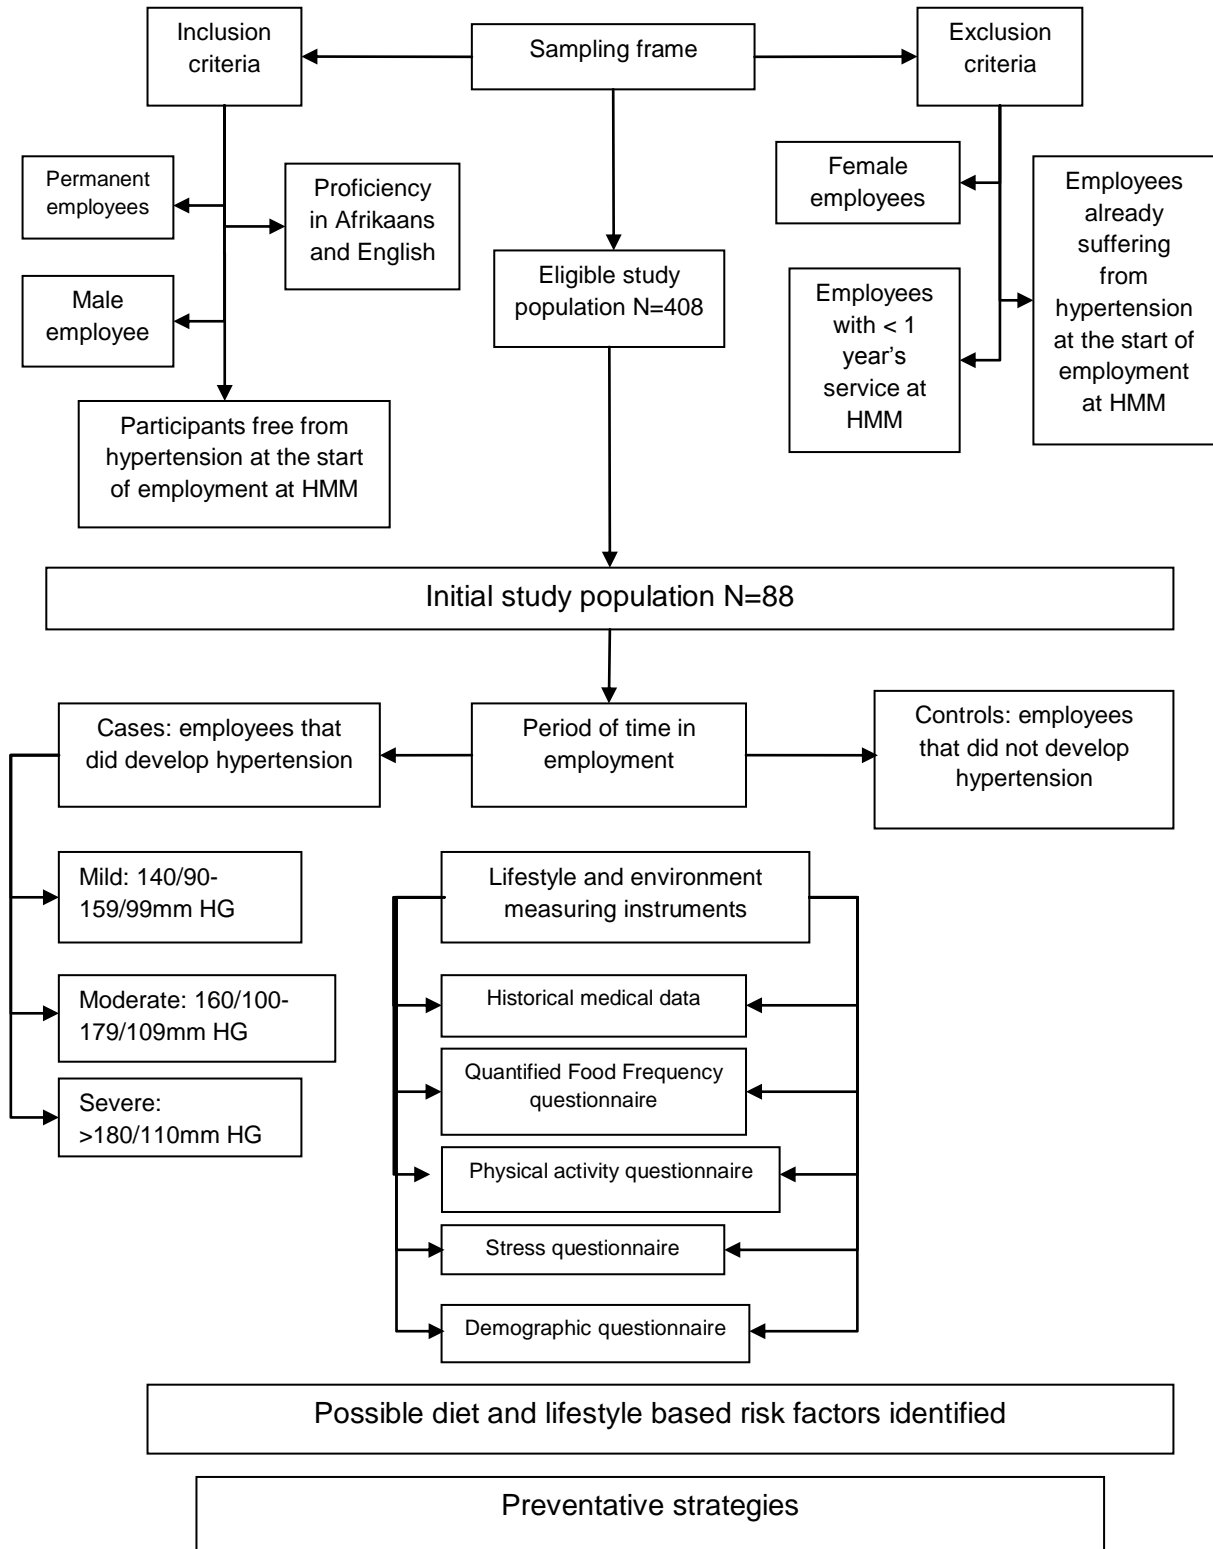 Inclusion
criteria
Sampling frame
Exclusion
criteria
Permanent
employees
Proficiency
in Afrikaans
and English
Female
employees
Employees
already
suffering
from
hypertension
at the start of
employment
at HMM
Male
employee
Eligible study
population N=408
Employees
with < 1
year's
service at
HMM
Participants free from
hypertension at the start
of employment at HMM
Initial study population N=88
Cases: employees that
did develop hypertension
Period of time in
employment
Controls: employees
that did not develop
hypertension
Mild: 140/90-
159/99mm HG
Moderate: 160/100-
179/109mm HG
Severe:
>180/110mm HG
Lifestyle and environment
measuring instruments
Historical medical data
Quantified Food Frequency
questionnaire
Physical activity questionnaire
Stress questionnaire
Demographic questionnaire
Possible diet and lifestyle based risk factors identified
Preventative strategies